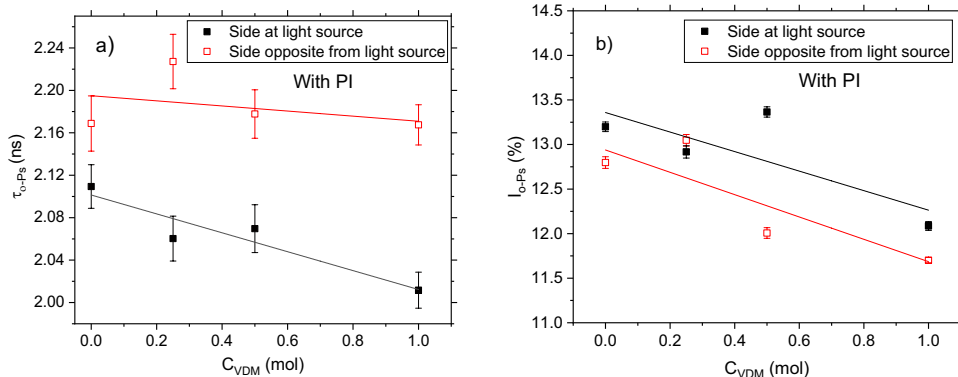 a)
Side at light source
Side opposite from light source
With PI
2.24
2.20
2.16
2.12
2.08
2.04
2.00
τo-Ps (ns)
0.0 0.2 0.4 0.6 0.8 1.0
CVDM (mol)
b)
Side at light source
Side opposite from light source
With PI
14.5
14.0
13.5
13.0
12.5
12.0
11.5
11.0
Io-Ps (%)
0.0 0.2 0.4 0.6 0.8 1.0
CVDM (mol)